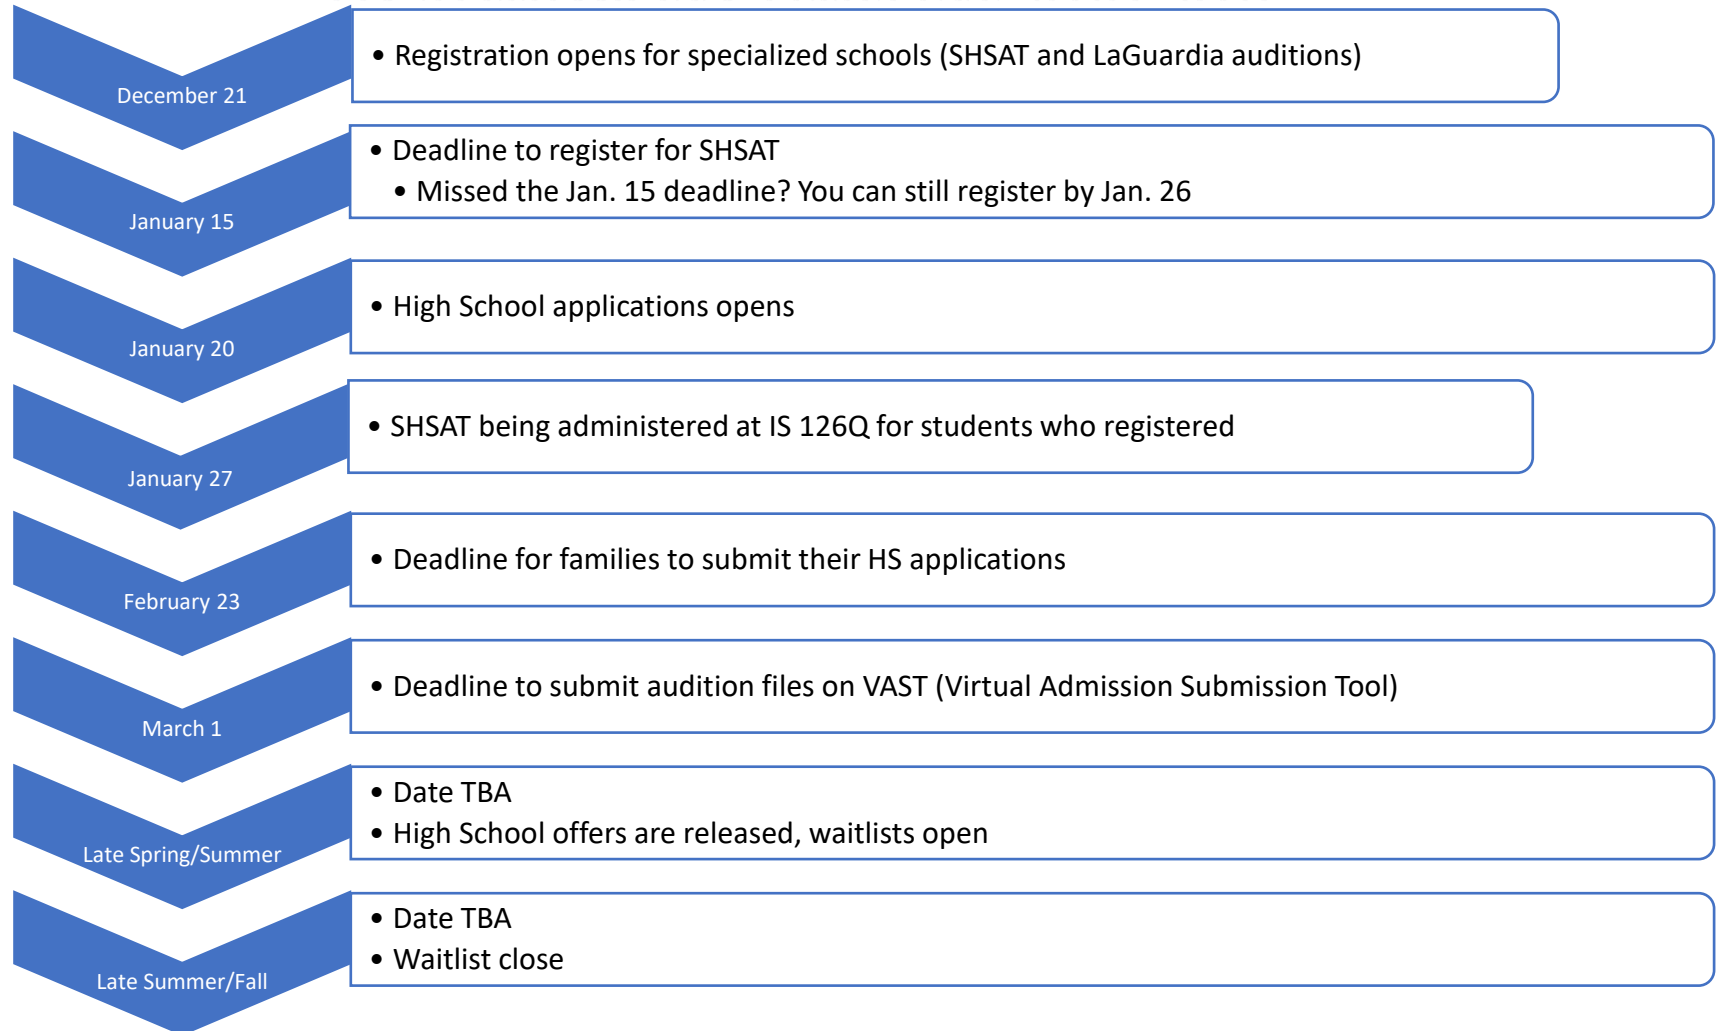 December 21
• Registration opens for specialized schools (SHSAT and LaGuardia auditions)
January 15
• Deadline to register for SHSAT
• Missed the Jan. 15 deadline? You can still register by Jan. 26
January 20
• High School applications opens
January 27
• SHSAT being administered at IS 126Q for students who registered
February 23
• Deadline for families to submit their HS applications
March 1
• Deadline to submit audition files on VAST (Virtual Admission Submission Tool)
Late Spring/Summer
• Date TBA
• High School offers are released, waitlists open
Late Summer/Fall
• Date TBA
• Waitlist close